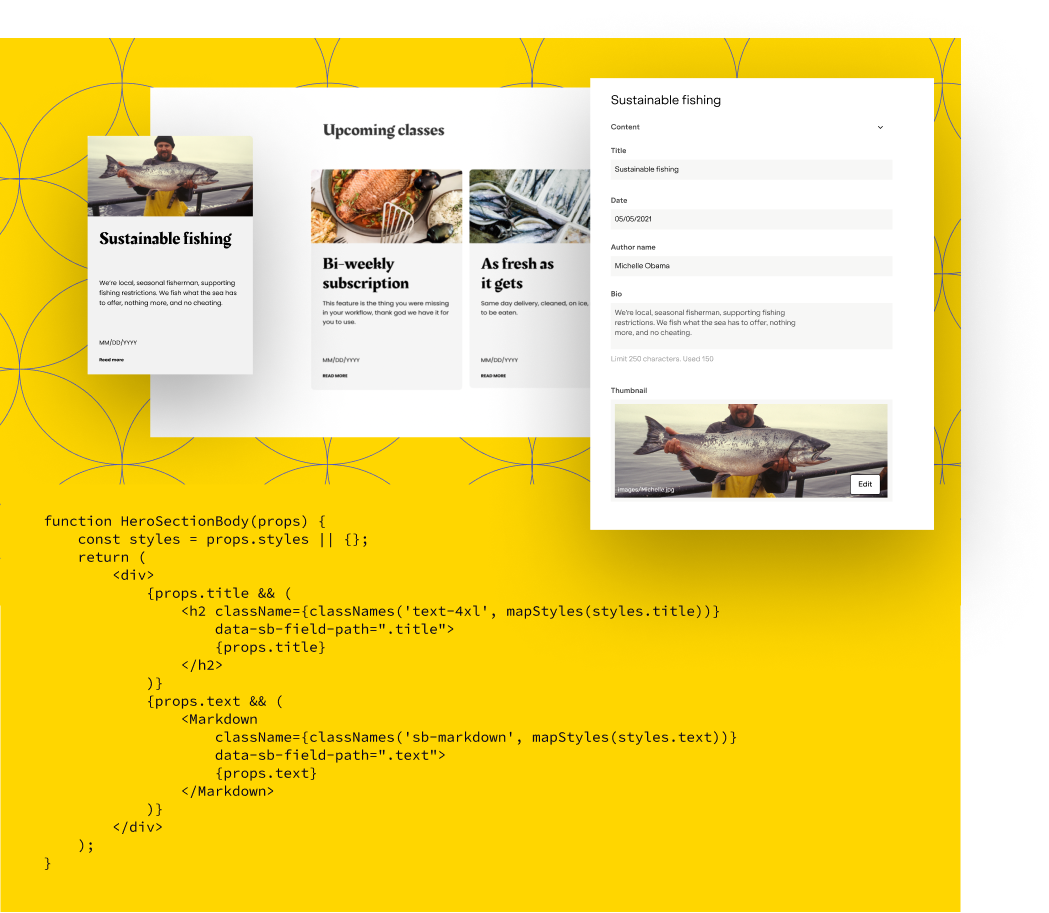 Sustainable fishing
We're local, seasonal fisherman, supporting
fishing restrictions. We fish what the sea has
to offer, nothing more, and no cheating.
MM/DD/YYYY
Read more
Upcoming classes
Bi-weekly
subscription
This feature is the thing you were missing
in your workflow, thank god we have it for
you to use.
MM/DD/YYYY
READ MORE
As fresh as
it gets
Same day delivery, cleaned, on ice,
to be eaten.
MM/DD/YYYY
READ MORE
Sustainable fishing
Content
Title
Sustainable fishing
Date
05/05/2021
Author name
Michelle Obama
Bio
We're local, seasonal fisherman, supporting fishing
restrictions. We fish what the sea has to offer, nothing
more, and no cheating.
Limit 250 characters. Used 150
Thumbnail
images/Michelle.jpg
Edit
function HeroSectionBody(props) {
    const styles = props.styles || {};
    return (
        <div>
            {props.title && (
                <h2 className={classNames('text-4xl', mapStyles(styles.title))}
                    data-sb-field-path=".title">
                    {props.title}
                </h2>
            )}
            {props.text && (
                <Markdown
                    className={classNames('sb-markdown', mapStyles(styles.text))}
                    data-sb-field-path=".text">
                    {props.text}
                </Markdown>
            )}
        </div>
    );
}